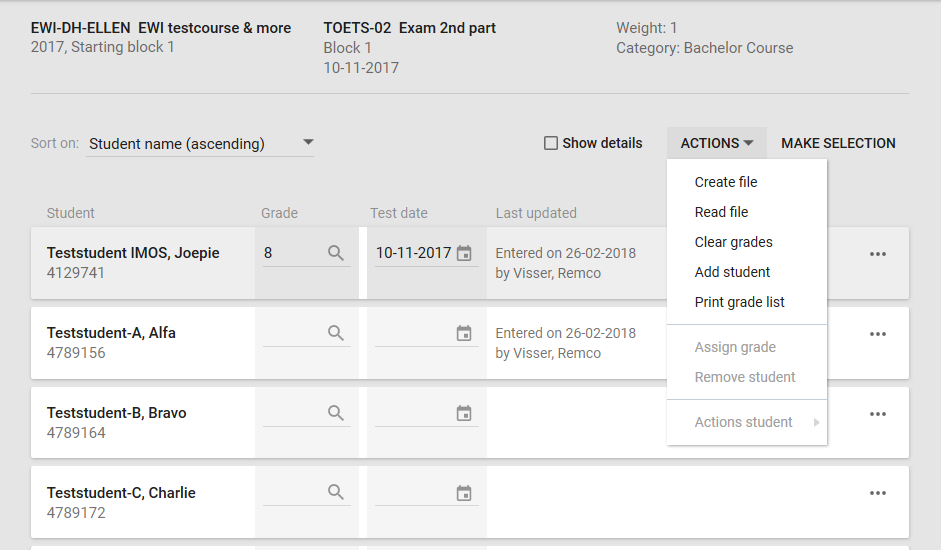 EWI-DH-ELLEN  EWI testcourse & more
2017, Starting block 1
TOETS-02  Exam 2nd part
Block 1
10-11-2017
Weight: 1
Category: Bachelor Course
Sort on: Student name (ascending)
Show details
ACTIONS
MAKE SELECTION
Create file
Read file
Clear grades
Add student
Print grade list
Assign grade
Remove student
Actions student
Student Grade Test date Last updated
Teststudent IMOS, Joepie
4129741
8
10-11-2017
Entered on 26-02-2018
by Visser, Remco
Teststudent-A, Alfa
4789156
Entered on 26-02-2018
by Visser, Remco
Teststudent-B, Bravo
4789164
Teststudent-C, Charlie
4789172